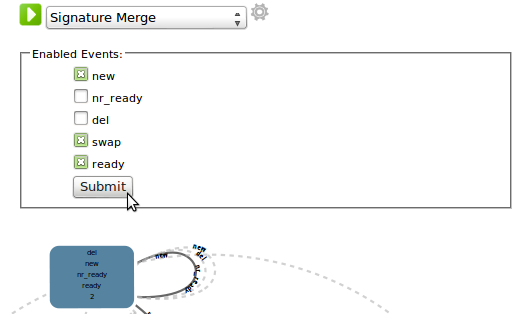 Signature Merge
Enabled Events:
new
nr_ready
del
swap
ready
Submit
del
new
nr_ready
ready
2
new
new
del
nr_ready